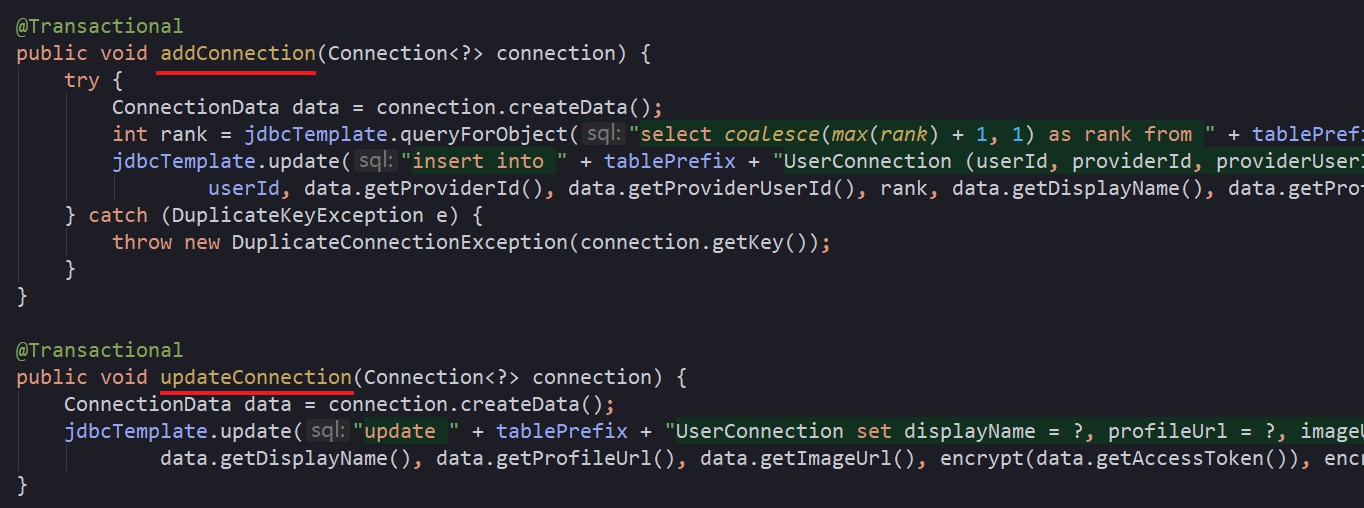 @Transactional
public void addConnection(Connection<?> connection) {
try {
ConnectionData data = connection.createData();
int rank = jdbcTemplate.queryForObject( sql: "select coalesce(max(rank) + 1, 1) as rank from " + tablePrefi
jdbcTemplate.update( sql: "insert into " + tablePrefix + "UserConnection (userId, providerId, providerUserI
userId, data.getProviderId(), data.getProviderUserId(), rank, data.getDisplayName(), data.getPro
} catch (DuplicateKeyException e) {
throw new DuplicateConnectionException(connection.getKey());
}
}
@Transactional
public void updateConnection(Connection<?> connection) {
ConnectionData data = connection.createData();
jdbcTemplate.update( sql: "update " + tablePrefix + "UserConnection set displayName = ?, profileUrl = ?, imageU
data.getDisplayName(), data.getProfileUrl(), data.getImageUrl(), encrypt(data.getAccessToken()), enc
}